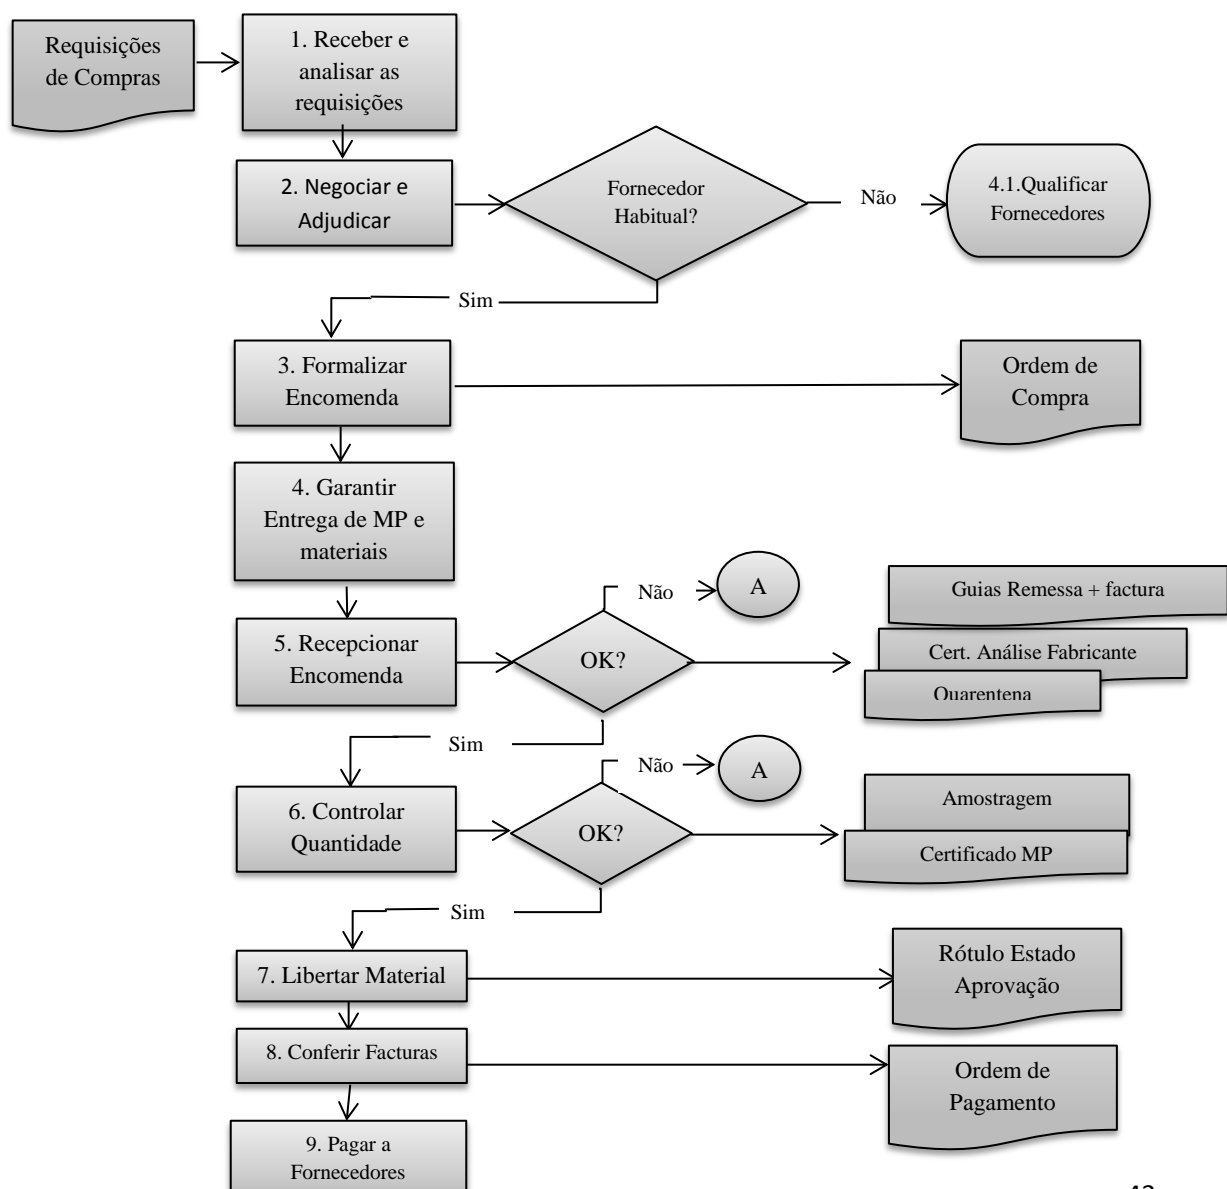 Requisições
de Compras
1. Receber e
analisar as
requisições
2. Negociar e
Adjudicar
Fornecedor
Habitual?
Não
4.1.Qualificar
Fornecedores
Sim
3. Formalizar
Encomenda
Ordem de
Compra
4. Garantir
Entrega de MP e
materiais
Não
A
Guias Remessa + factura
5. Recepcionar
Encomenda
OK?
Cert. Análise Fabricante
Quarentena
Sim
Não
A
6. Controlar
Quantidade
OK?
Amostragem
Certificado MP
Sim
7. Libertar Material
Rótulo Estado
Aprovação
8. Conferir Facturas
Ordem de
Pagamento
9. Pagar a
Fornecedores